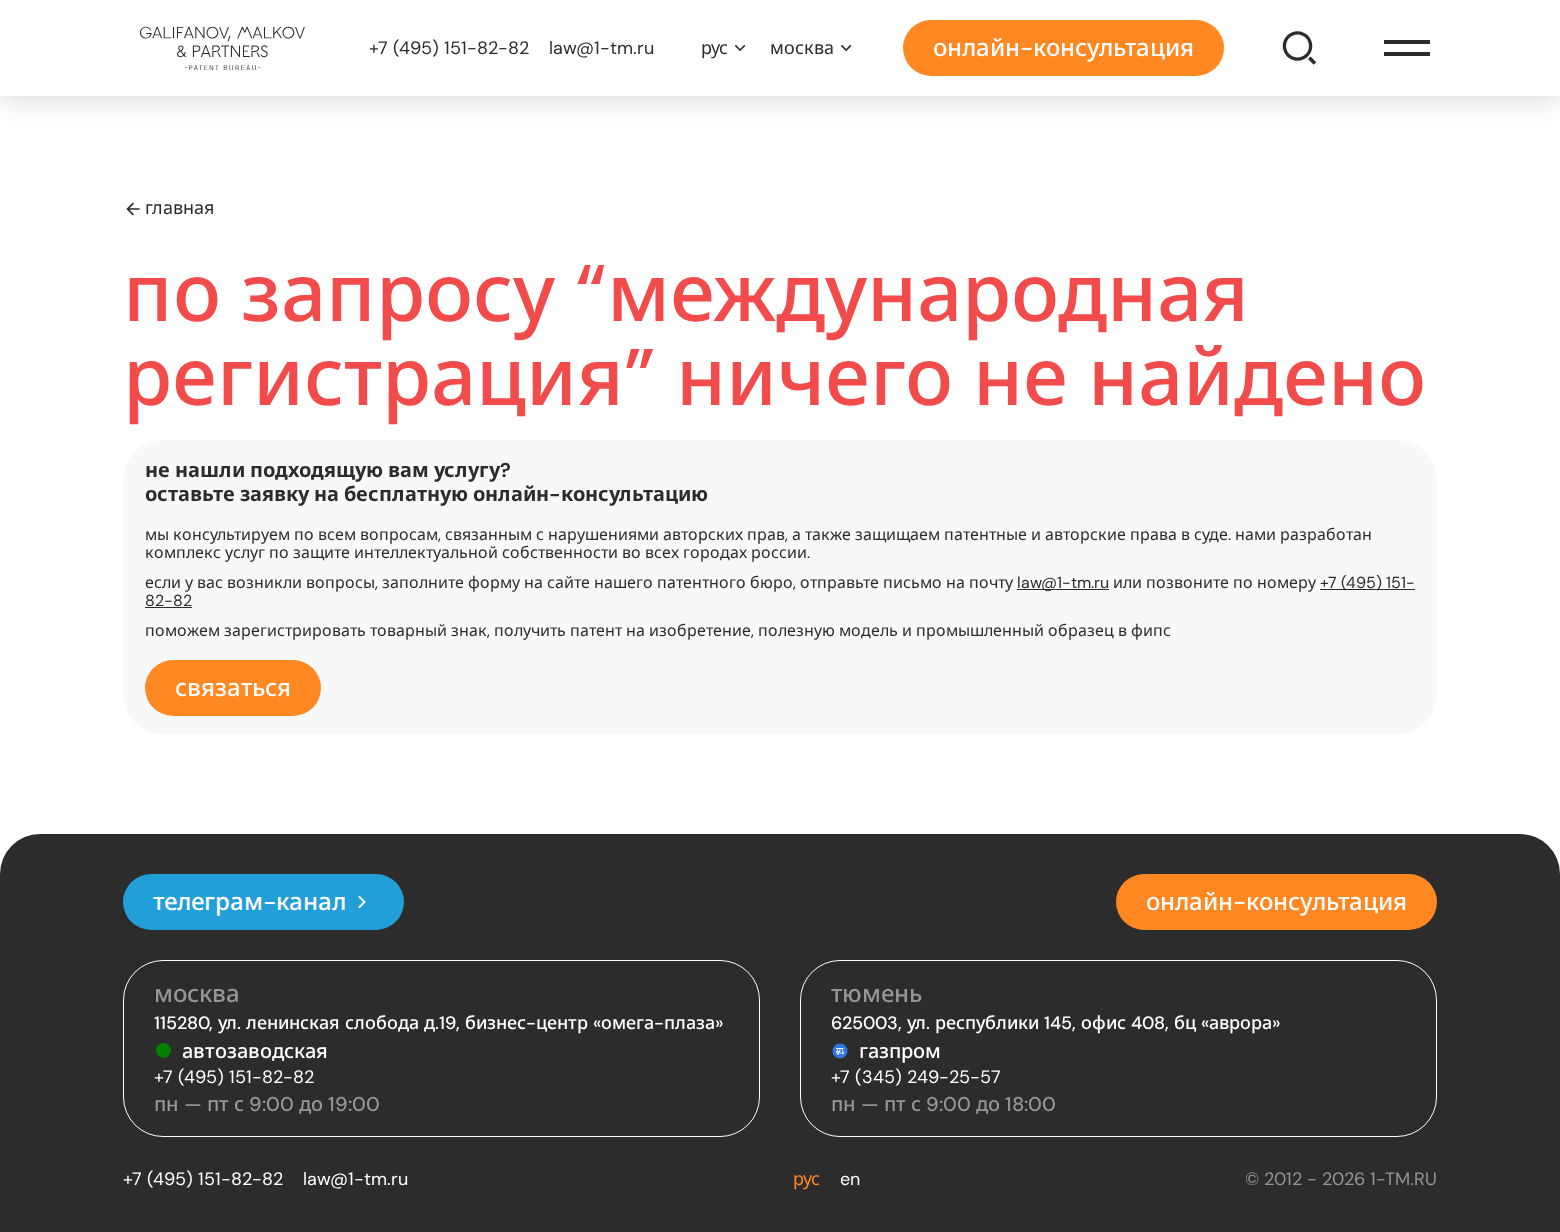 GALIFANOV, MALKOV
& PARTNERS
-PATENT BUREAU-
+7 (495) 151-82-82 law@1-tm.ru рус москва онлайн-консультация
главная
по запросу “международная
регистрация” ничего не найдено
не нашли подходящую вам услугу?
оставьте заявку на бесплатную онлайн-консультацию
мы консультируем по всем вопросам, связанным с нарушениями авторских прав, а также защищаем патентные и авторские права в суде. нами разработан
комплекс услуг по защите интеллектуальной собственности во всех городах россии.
если у вас возникли вопросы, заполните форму на сайте нашего патентного бюро, отправьте письмо на почту law@1-tm.ru или позвоните по номеру +7 (495) 151-
82-82
поможем зарегистрировать товарный знак, получить патент на изобретение, полезную модель и промышленный образец в фипс
связаться
телеграм-канал онлайн-консультация
москва
115280, ул. ленинская слобода д.19, бизнес-центр «омега-плаза»
автозаводская
+7 (495) 151-82-82
пн — пт с 9:00 до 19:00
тюмень
625003, ул. республики 145, офис 408, бц «аврора»
газпром
+7 (345) 249-25-57
пн — пт с 9:00 до 18:00
+7 (495) 151-82-82 law@1-tm.ru рус en © 2012 - 2026 1-TM.RU